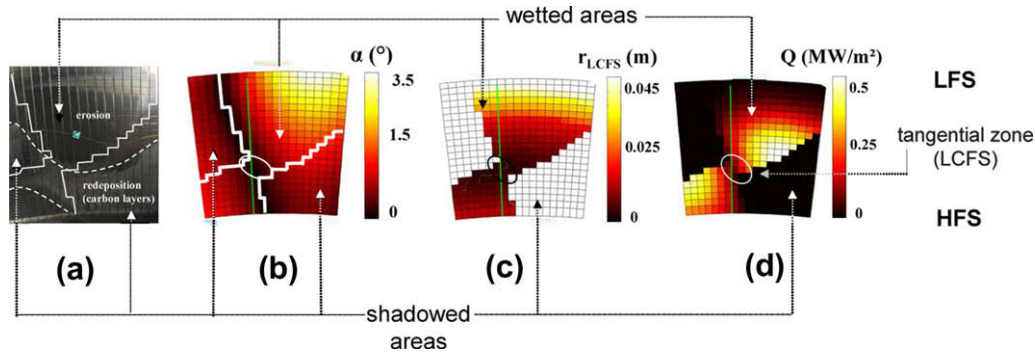 wetted areas
α (°)
3.5
1.5
0
r_LCFS (m)
0.045
0.025
0.004
Q (MW/m²)
0.5
0.25
0
LFS
tangential zone
(LCFS)
HFS
erosion
redeposition
(carbon layers)
(a)
(b)
(c)
(d)
shadowed
areas